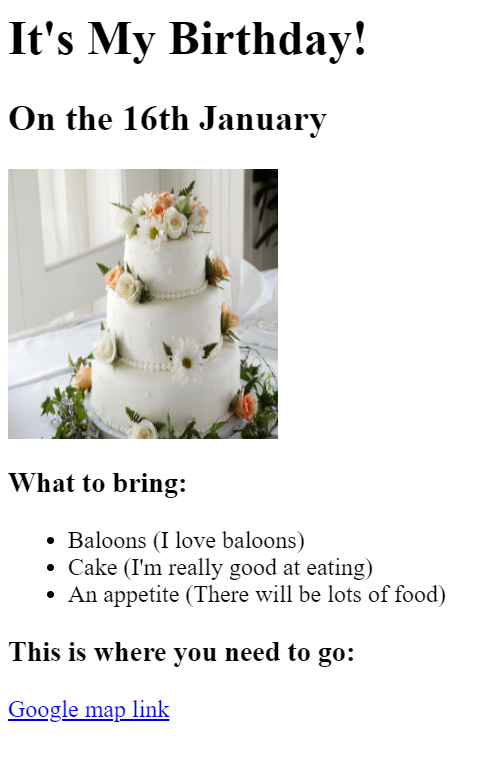 It's My Birthday!
On the 16th January
What to bring:
Baloons (I love baloons)
Cake (I'm really good at eating)
An appetite (There will be lots of food)
This is where you need to go:
Google map link